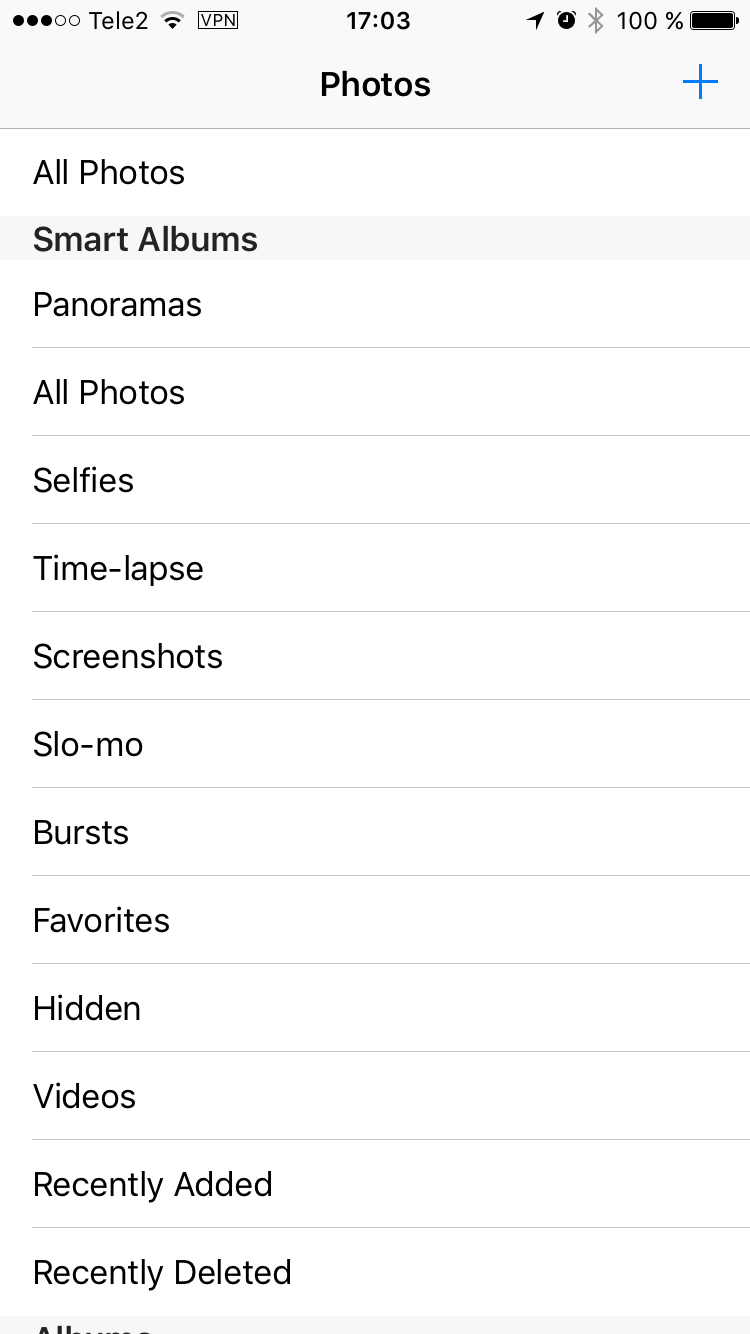 Tele2 VPN 17:03 100 %
Photos
All Photos
Smart Albums
Panoramas
All Photos
Selfies
Time-lapse
Screenshots
Slo-mo
Bursts
Favorites
Hidden
Videos
Recently Added
Recently Deleted
Albums